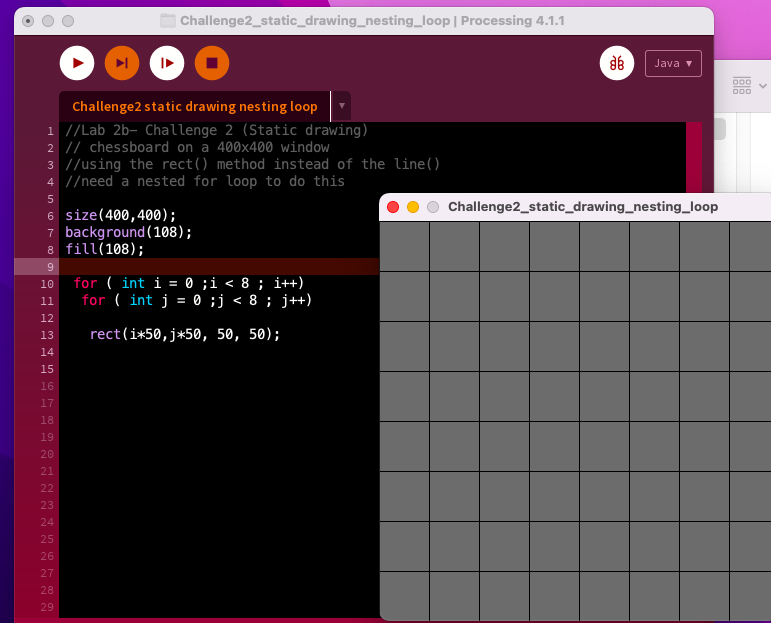 Challenge2_static_drawing_nesting_loop | Processing 4.1.1
Java ▾
Challenge2 static drawing nesting loop ▾
1 //Lab 2b– Challenge 2 (Static drawing)
2 // chessboard on a 400x400 window
3 //using the rect() method instead of the line()
4 //need a nested for loop to do this
5
6 size(400,400);
7 background(108);
8 fill(108);
9
10 for ( int i = 0 ;i < 8 ; i++)
11 for ( int j = 0 ;j < 8 ; j++)
12
13 rect(i*50,j*50, 50, 50);
14
15
16
17
18
19
20
21
22
23
24
25
26
27
28
29
Challenge2_static_drawing_nesting_loop